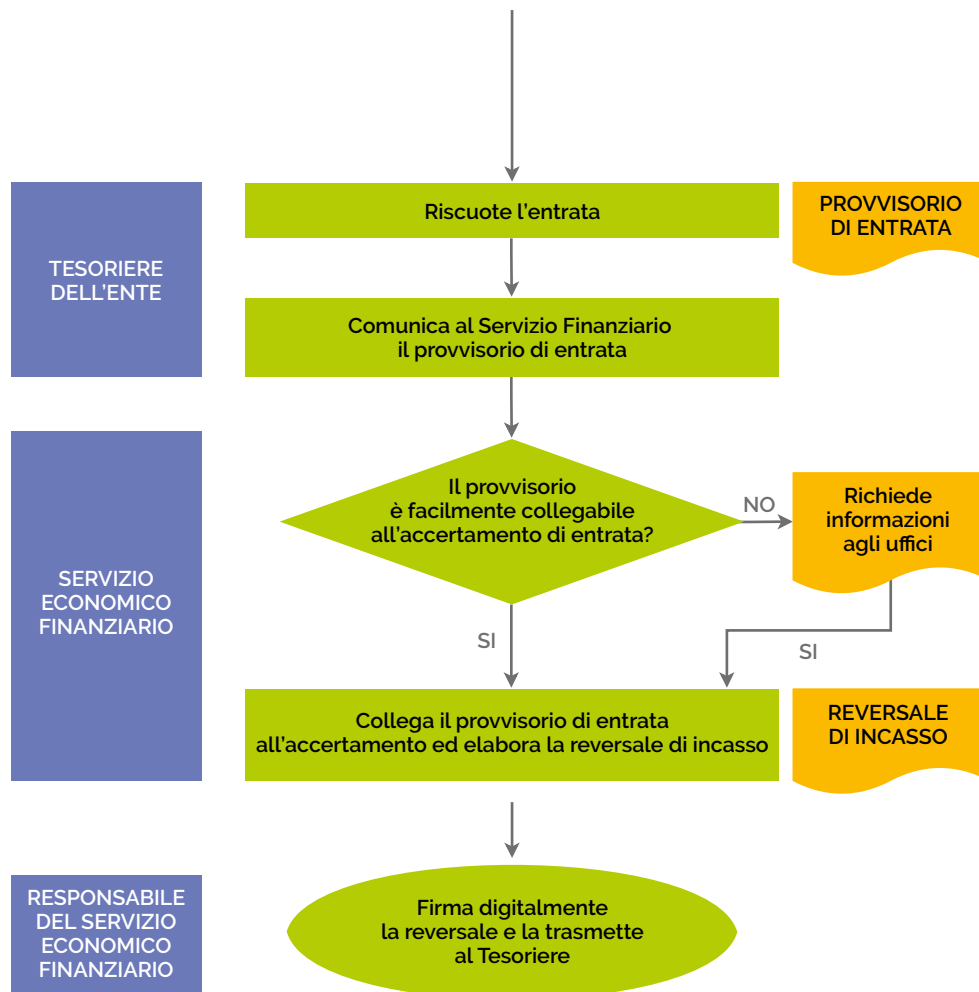 TESORIERE
DELL'ENTE
Riscuote l'entrata
PROVVISORIO
DI ENTRATA
Comunica al Servizio Finanziario
il provvisorio di entrata
SERVIZIO
ECONOMICO
FINANZIARIO
Il provvisorio
è facilmente collegabile
all'accertamento di entrata?
NO
Richiede
informazioni
agli uffici
SI
SI
Collega il provvisorio di entrata
all'accertamento ed elabora la reversale di incasso
REVERSALE
DI INCASSO
RESPONSABILE
DEL SERVIZIO
ECONOMICO
FINANZIARIO
Firma digitalmente
la reversale e la trasmette
al Tesoriere